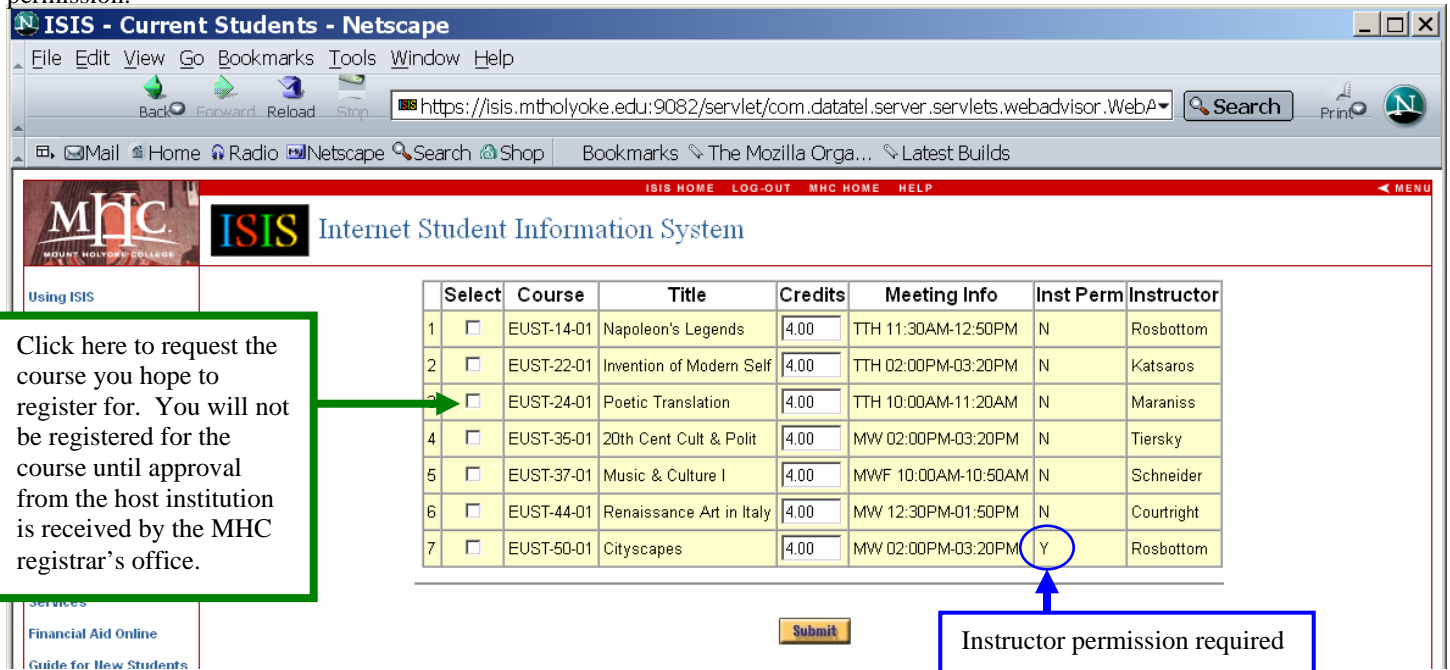 permission.
ISIS - Current Students - Netscape
File Edit View Go Bookmarks Tools Window Help
Back Forward Reload Stop https://isis.mtholyoke.edu:9082/servlet/com.datatel.server.servlets.webadvisor.WebA Search Print N
Mail Home Radio Netscape Search Shop Bookmarks The Mozilla Orga... Latest Builds
ISIS HOME LOG-OUT MHC HOME HELP MENU
MHC.
MOUNT HOLYOKE COLLEGE
ISIS Internet Student Information System
Using ISIS
Select Course Title Credits Meeting Info Inst Perm Instructor
1 EUST-14-01 Napoleon's Legends 4.00 TTH 11:30AM-12:50PM N Rosbottom
2 EUST-22-01 Invention of Modern Self 4.00 TTH 02:00PM-03:20PM N Katsaros
3 EUST-24-01 Poetic Translation 4.00 TTH 10:00AM-11:20AM N Maraniss
4 EUST-35-01 20th Cent Cult & Polit 4.00 MW 02:00PM-03:20PM N Tiersky
5 EUST-37-01 Music & Culture I 4.00 MWF 10:00AM-10:50AM N Schneider
6 EUST-44-01 Renaissance Art in Italy 4.00 MW 12:30PM-01:50PM N Courtright
7 EUST-50-01 Cityscapes 4.00 MW 02:00PM-03:20PM Y Rosbottom
Click here to request the
course you hope to
register for. You will not
be registered for the
course until approval
from the host institution
is received by the MHC
registrar's office.
Services
Financial Aid Online
Guide for New Students
Submit
Instructor permission required